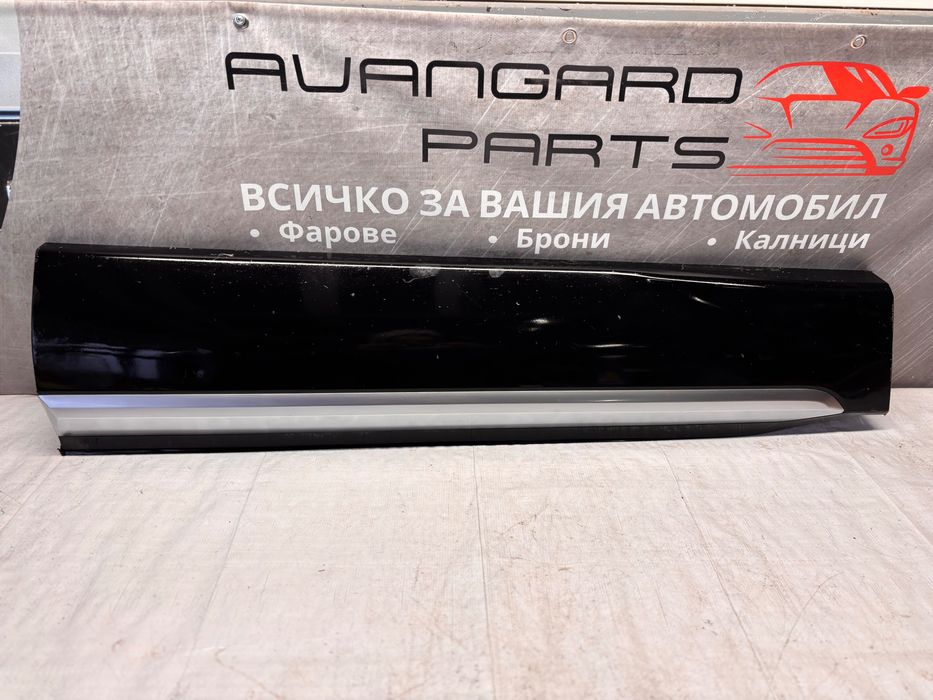 AVANGARD
PARTS
ВСИЧКО ЗА ВАШИЯ АВТОМОБИЛ
• Фарове • Брони • Калници